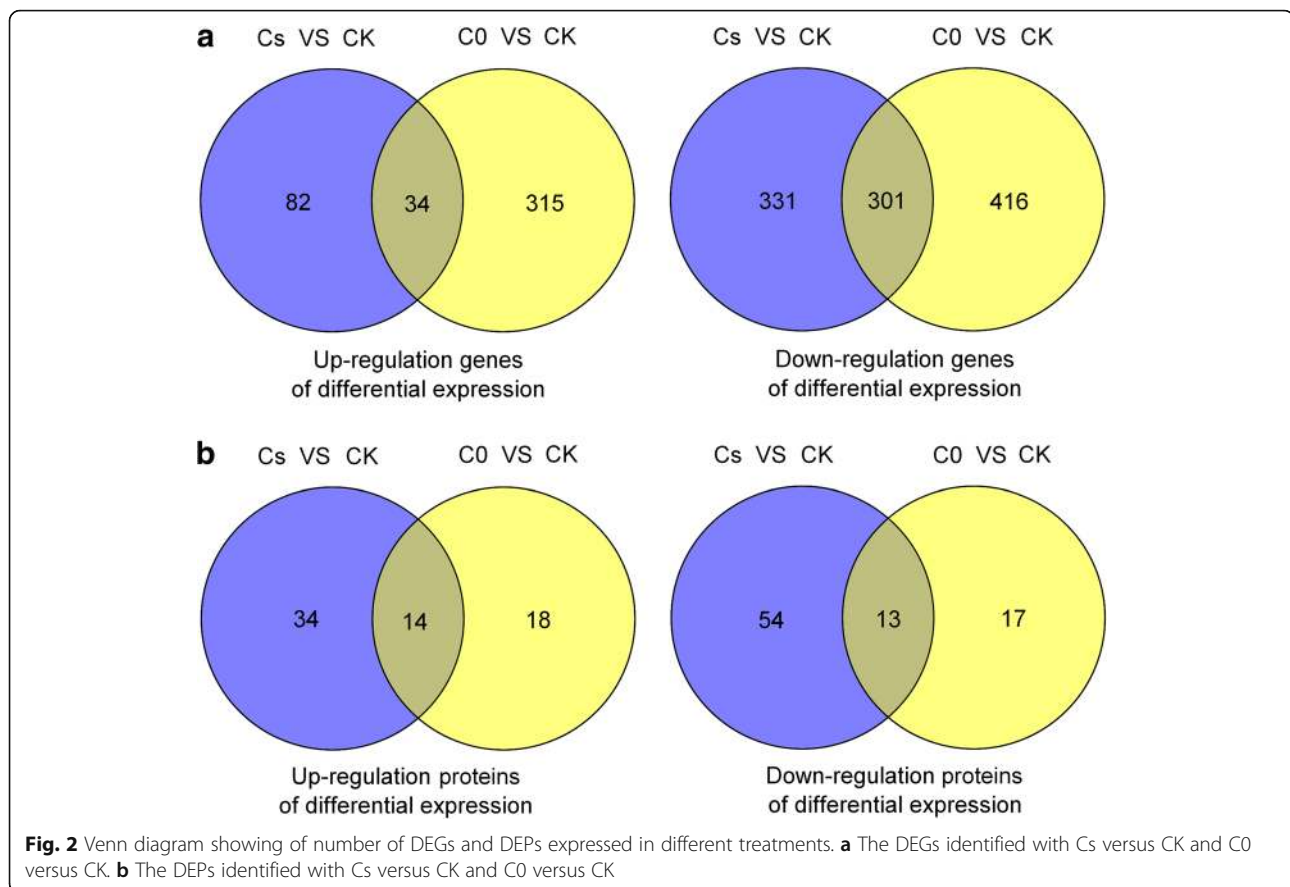 a
Cs VS CK
C0 VS CK
Cs VS CK
C0 VS CK
82
34
315
331
301
416
Up-regulation genes
of differential expression
Down-regulation genes
of differential expression
b
Cs VS CK
C0 VS CK
Cs VS CK
C0 VS CK
34
14
18
54
13
17
Up-regulation proteins
of differential expression
Down-regulation proteins
of differential expression
Fig. 2 Venn diagram showing of number of DEGs and DEPs expressed in different treatments. a The DEGs identified with Cs versus CK and C0
versus CK. b The DEPs identified with Cs versus CK and C0 versus CK